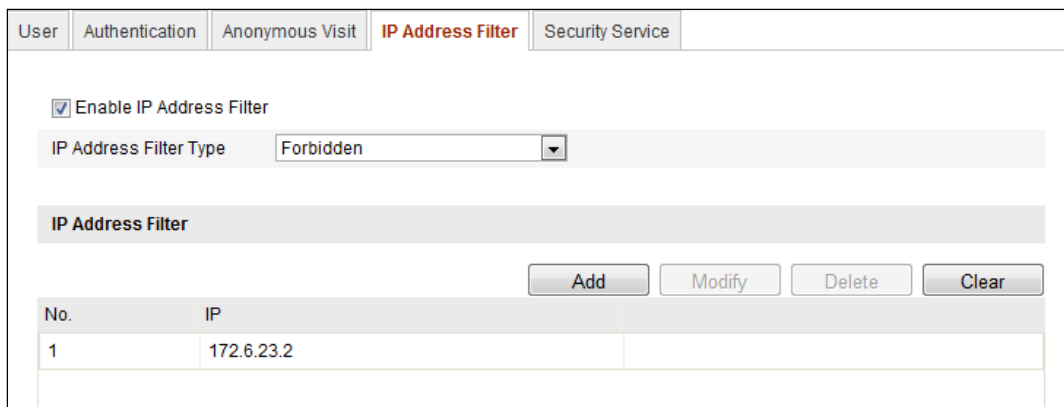 User Authentication Anonymous Visit IP Address Filter Security Service
Enable IP Address Filter
IP Address Filter Type Forbidden
IP Address Filter
Add Modify Delete Clear
No. IP
1 172.6.23.2